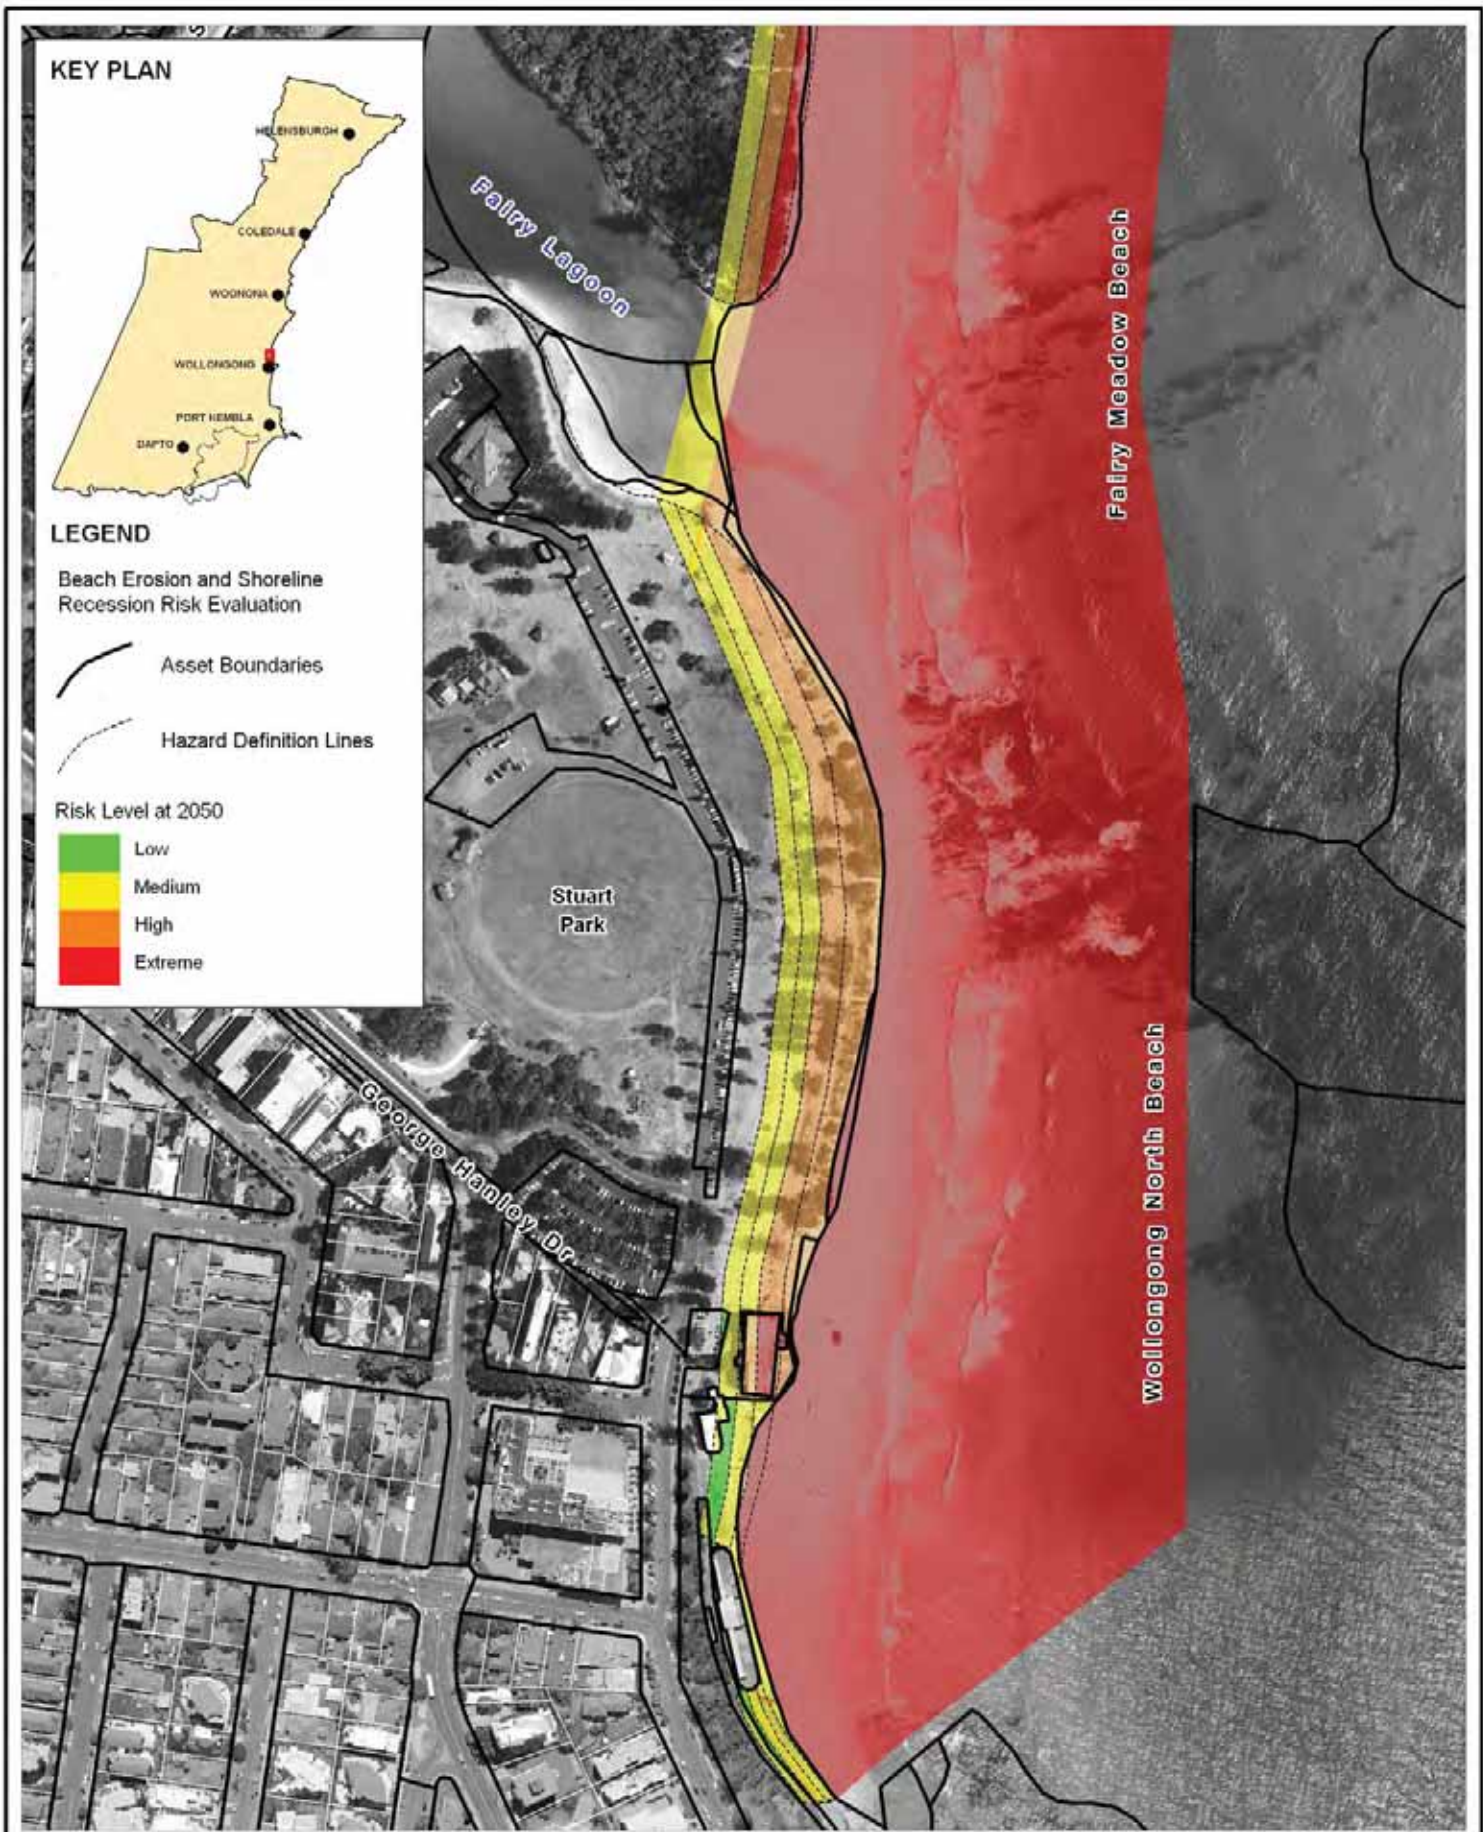 KEY PLAN
HELENSBURGH
COLEDALE
WOONONA
WOLLONGONG
PORT KEMBLA
DAPTO
LEGEND
Beach Erosion and Shoreline
Recession Risk Evaluation
Asset Boundaries
Hazard Definition Lines
Risk Level at 2050
Low
Medium
High
Extreme
Fairy Lagoon
Fairy Meadow Beach
Stuart
Park
George Hanley Dr
Wollongong North Beach